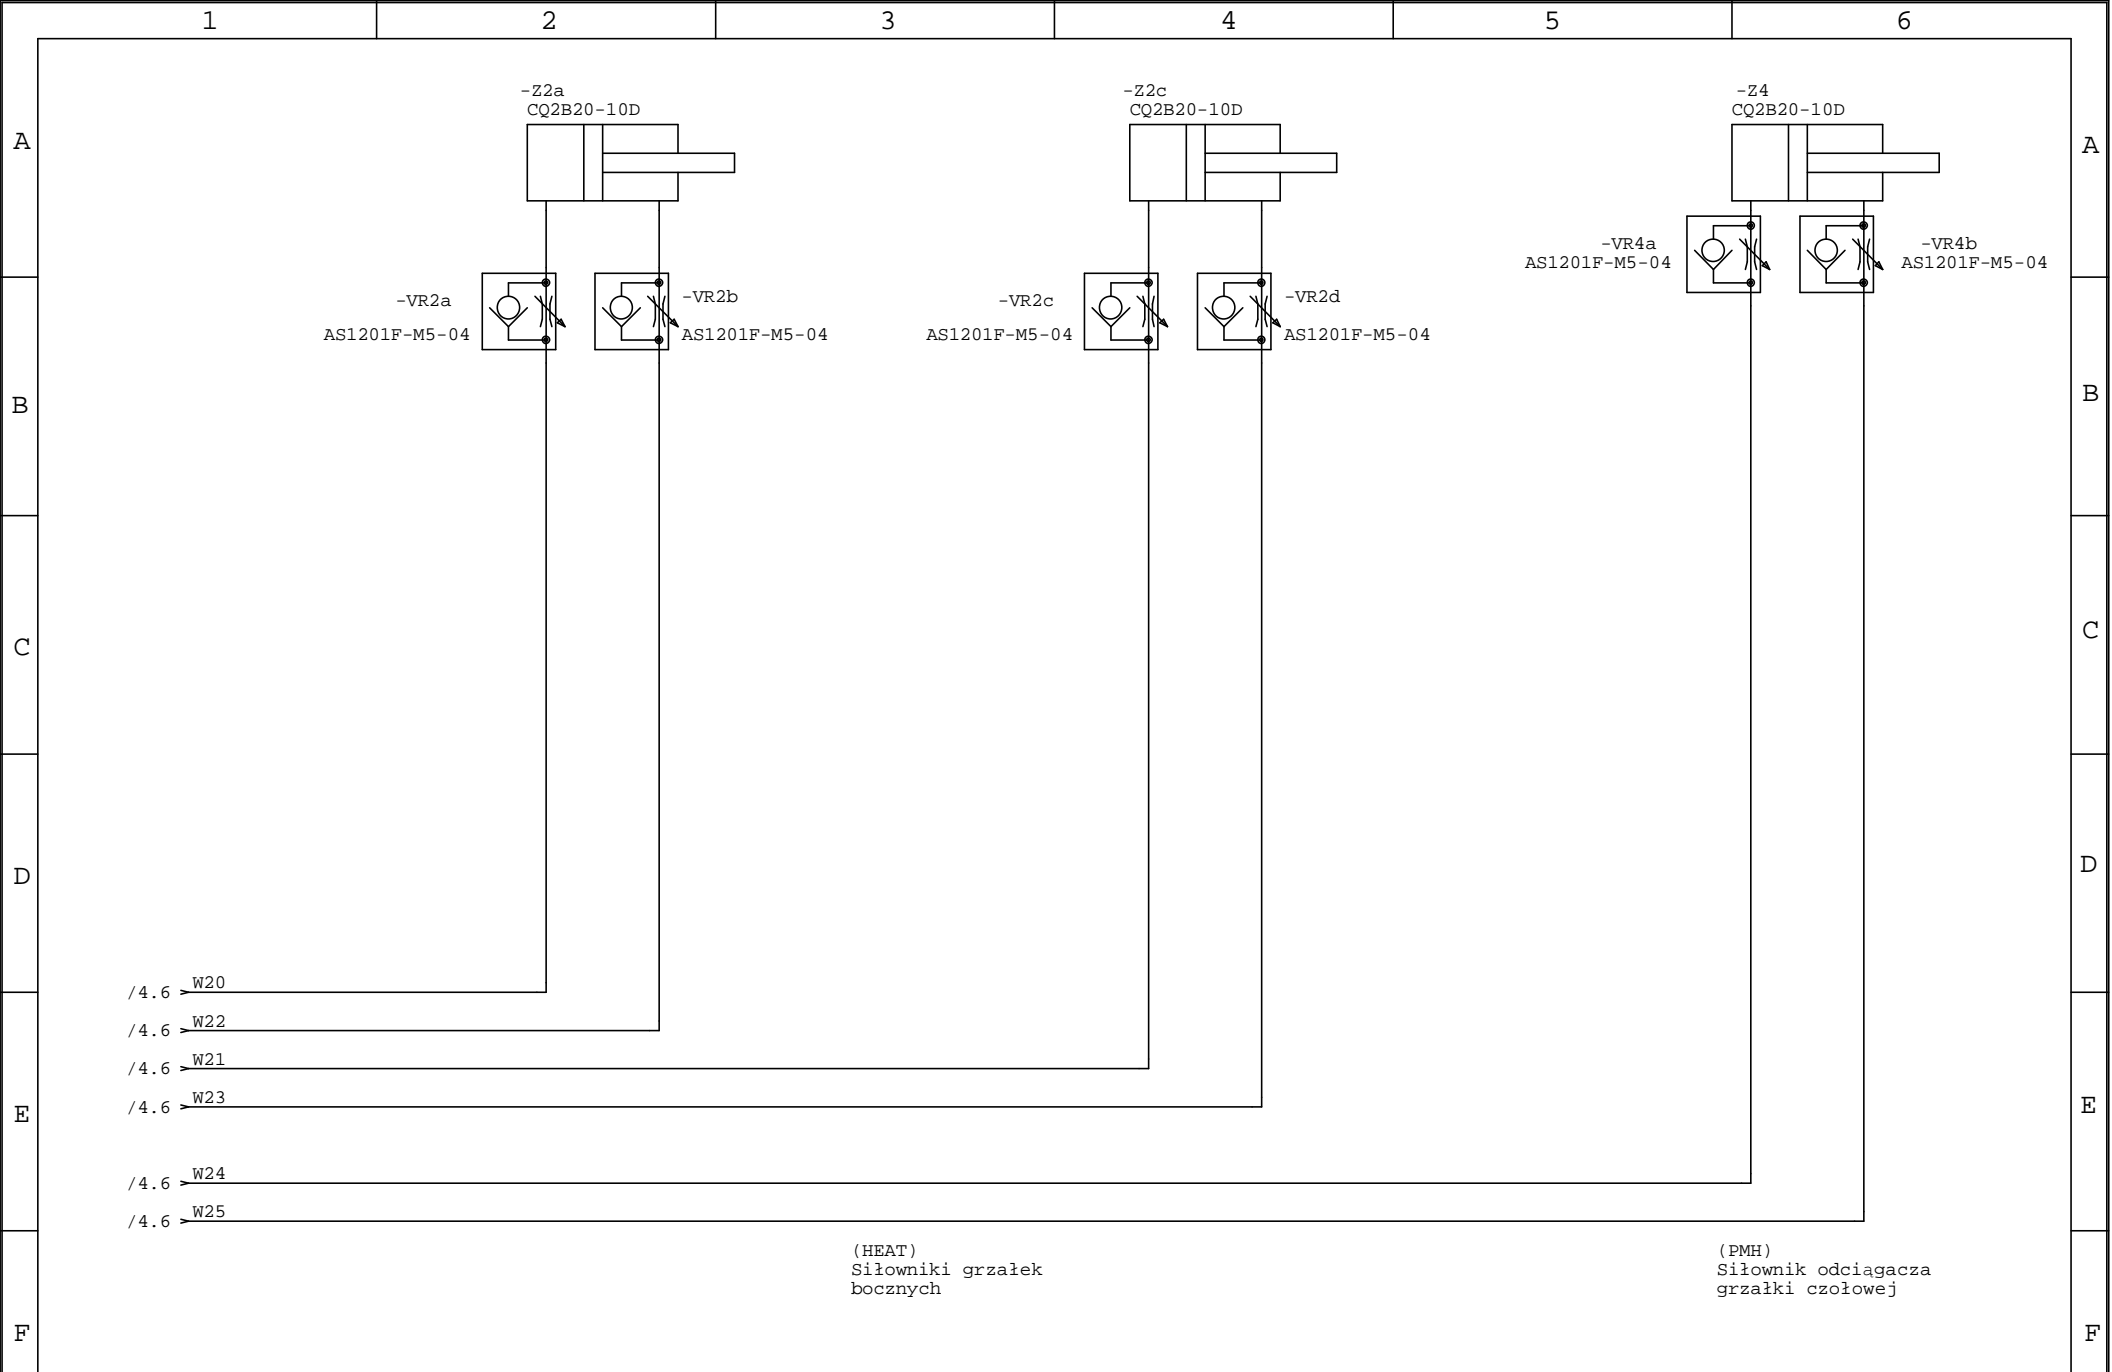 1 2 3 4 5 6
-Z2a -Z2c -Z4
CQ2B20-10D CQ2B20-10D CQ2B20-10D
A A
-VR4a -VR4b
AS1201F-M5-04 AS1201F-M5-04
-VR2a -VR2b -VR2c -VR2d
AS1201F-M5-04 AS1201F-M5-04 AS1201F-M5-04 AS1201F-M5-04
B B
C C
D D
/4.6 W20
/4.6 W22
/4.6 W21
/4.6 W23
E E
/4.6 W24
/4.6 W25
(HEAT)
Siłowniki grzałek
bocznych
(PMH)
Siłownik odciągacza
grzałki czołowej
F F